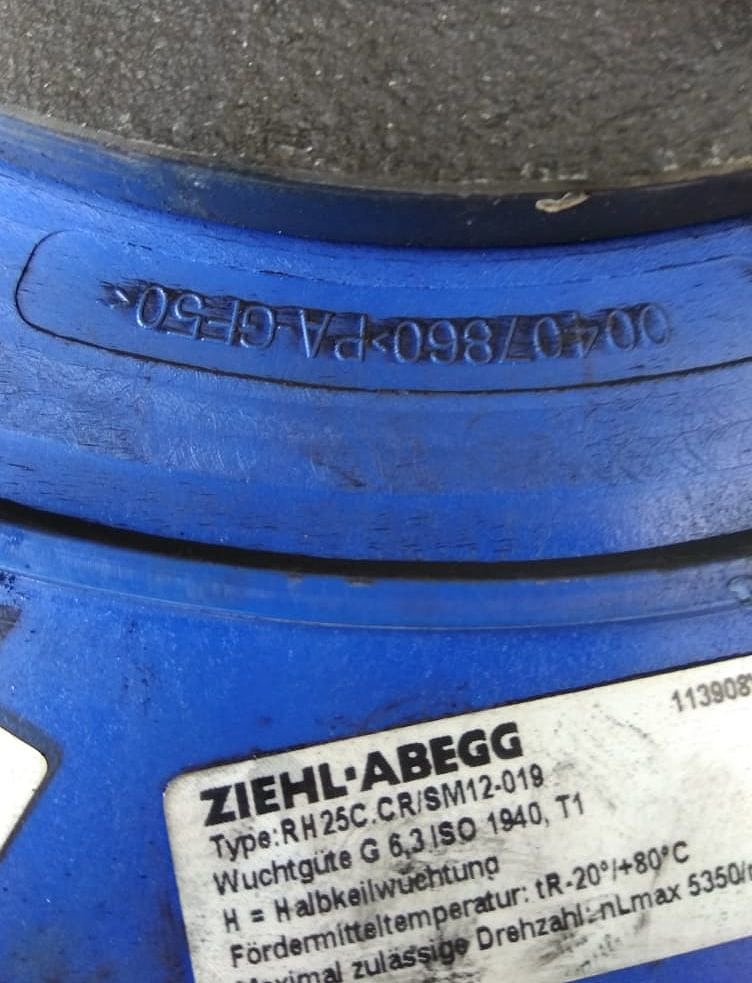 00407860>PA-GF50<
113908
ZIEHL-ABEGG
Type:RH25C.CR/SM12-019
Wuchtgüte G 6,3 ISO 1940, T1
H = Halbkeilwuchtung
Fördermitteltemperatur: tR-20°/+80°C
Maximal zulässige Drehzahl: nLmax 5350/